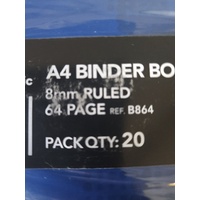 A4 BINDER BO
8mm RULED
64 PAGE REF. B864
PACK QTY: 20